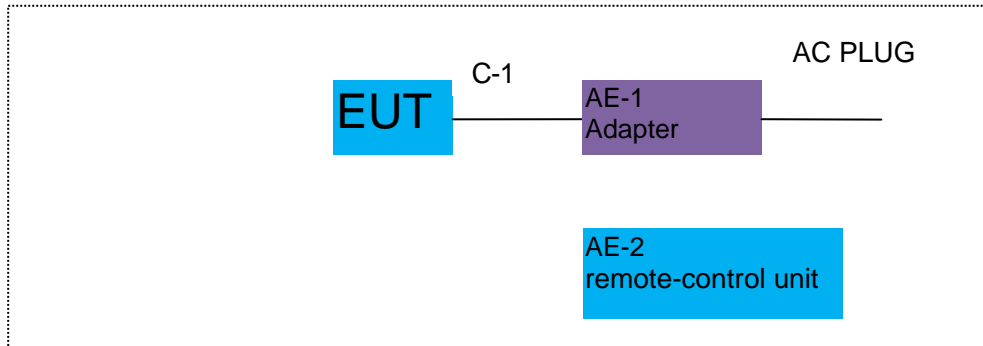 AC PLUG
C-1
EUT
AE-1
Adapter
AE-2
remote-control unit